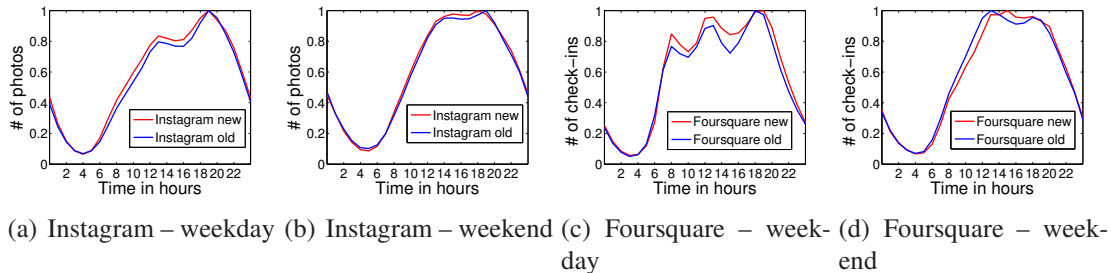 1
0.8
0.6
0.4
0.2
0
# of photos
Instagram new
Instagram old
2 4 6 8 10 12 14 16 18 20 22
Time in hours
1
0.8
0.6
0.4
0.2
0
# of photos
Instagram new
Instagram old
2 4 6 8 10 12 14 16 18 20 22
Time in hours
1
0.8
0.6
0.4
0.2
0
# of check−ins
Foursquare new
Foursquare old
2 4 6 8 10 12 14 16 18 20 22
Time in hours
1
0.8
0.6
0.4
0.2
0
# of check−ins
Foursquare new
Foursquare old
2 4 6 8 10 12 14 16 18 20 22
Time in hours
(a) Instagram – weekday
(b) Instagram – weekend
(c) Foursquare – week-
day
(d) Foursquare – week-
end